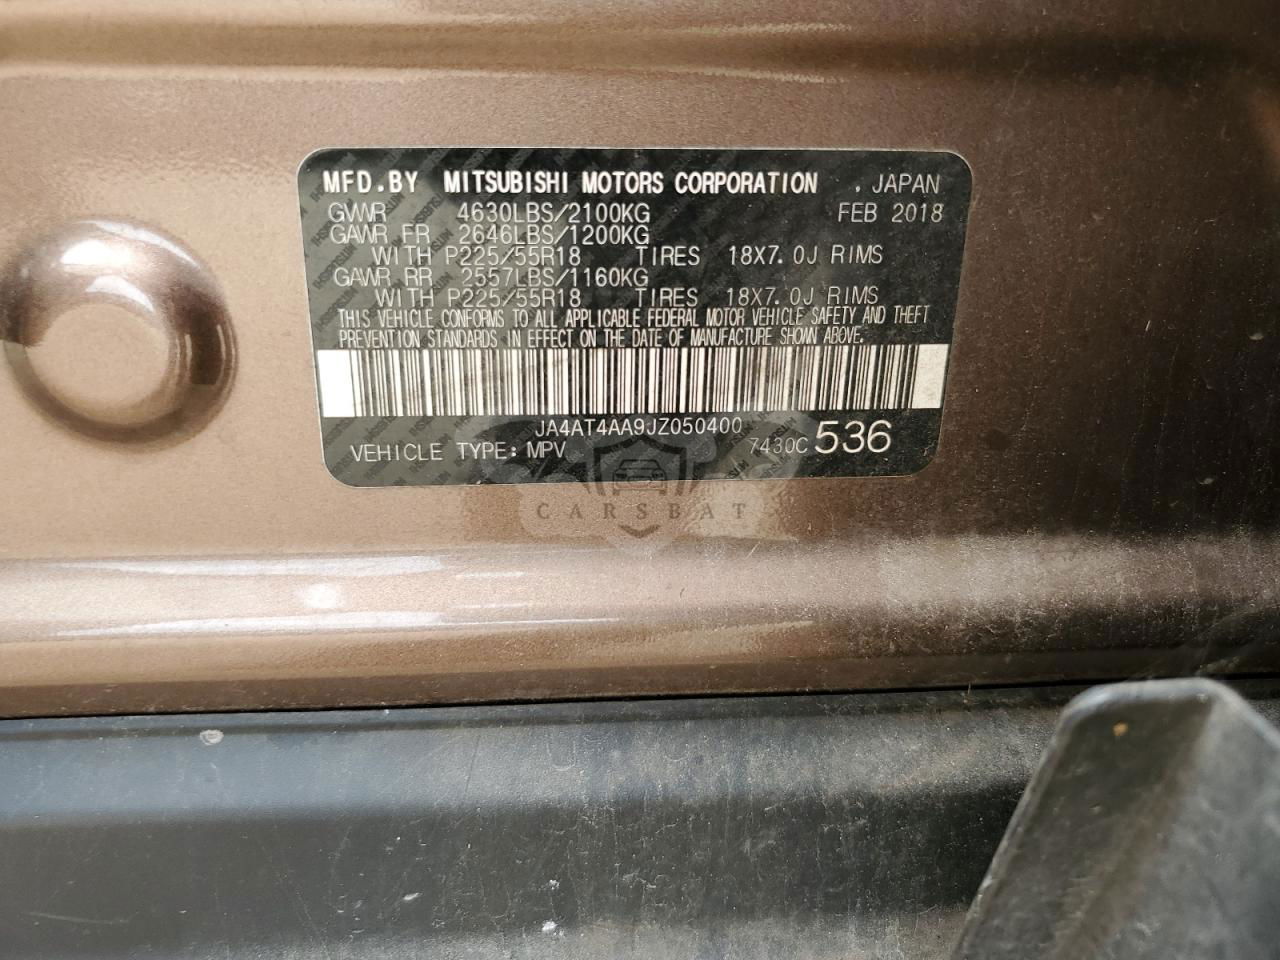 MFD.BY MITSUBISHI MOTORS CORPORATION . JAPAN
GVWR 4630LBS/2100KG FEB 2018
GAWR FR 2646LBS/1200KG
WITH P225/55R18 TIRES 18X7.0J RIMS
GAWR RR 2557LBS/1160KG
WITH P225/55R18 TIRES 18X7.0J RIMS
THIS VEHICLE CONFORMS TO ALL APPLICABLE FEDERAL MOTOR VEHICLE SAFETY AND THEFT
PREVENTION STANDARDS IN EFFECT ON THE DATE OF MANUFACTURE SHOWN ABOVE.
JA4AT4AA9JZ050400
VEHICLE TYPE: MPV 7430C 536
CARSBAT